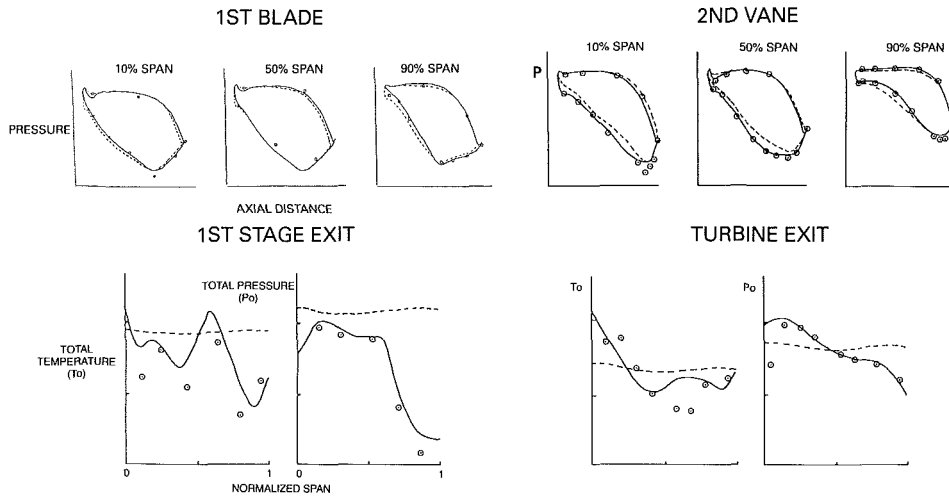 1ST BLADE
2ND VANE
10% SPAN
50% SPAN
90% SPAN
10% SPAN
50% SPAN
90% SPAN
PRESSURE
P
AXIAL DISTANCE
1ST STAGE EXIT
TURBINE EXIT
TOTAL PRESSURE
(Po)
To
Po
TOTAL
TEMPERATURE
(To)
0
1
0
1
NORMALIZED SPAN